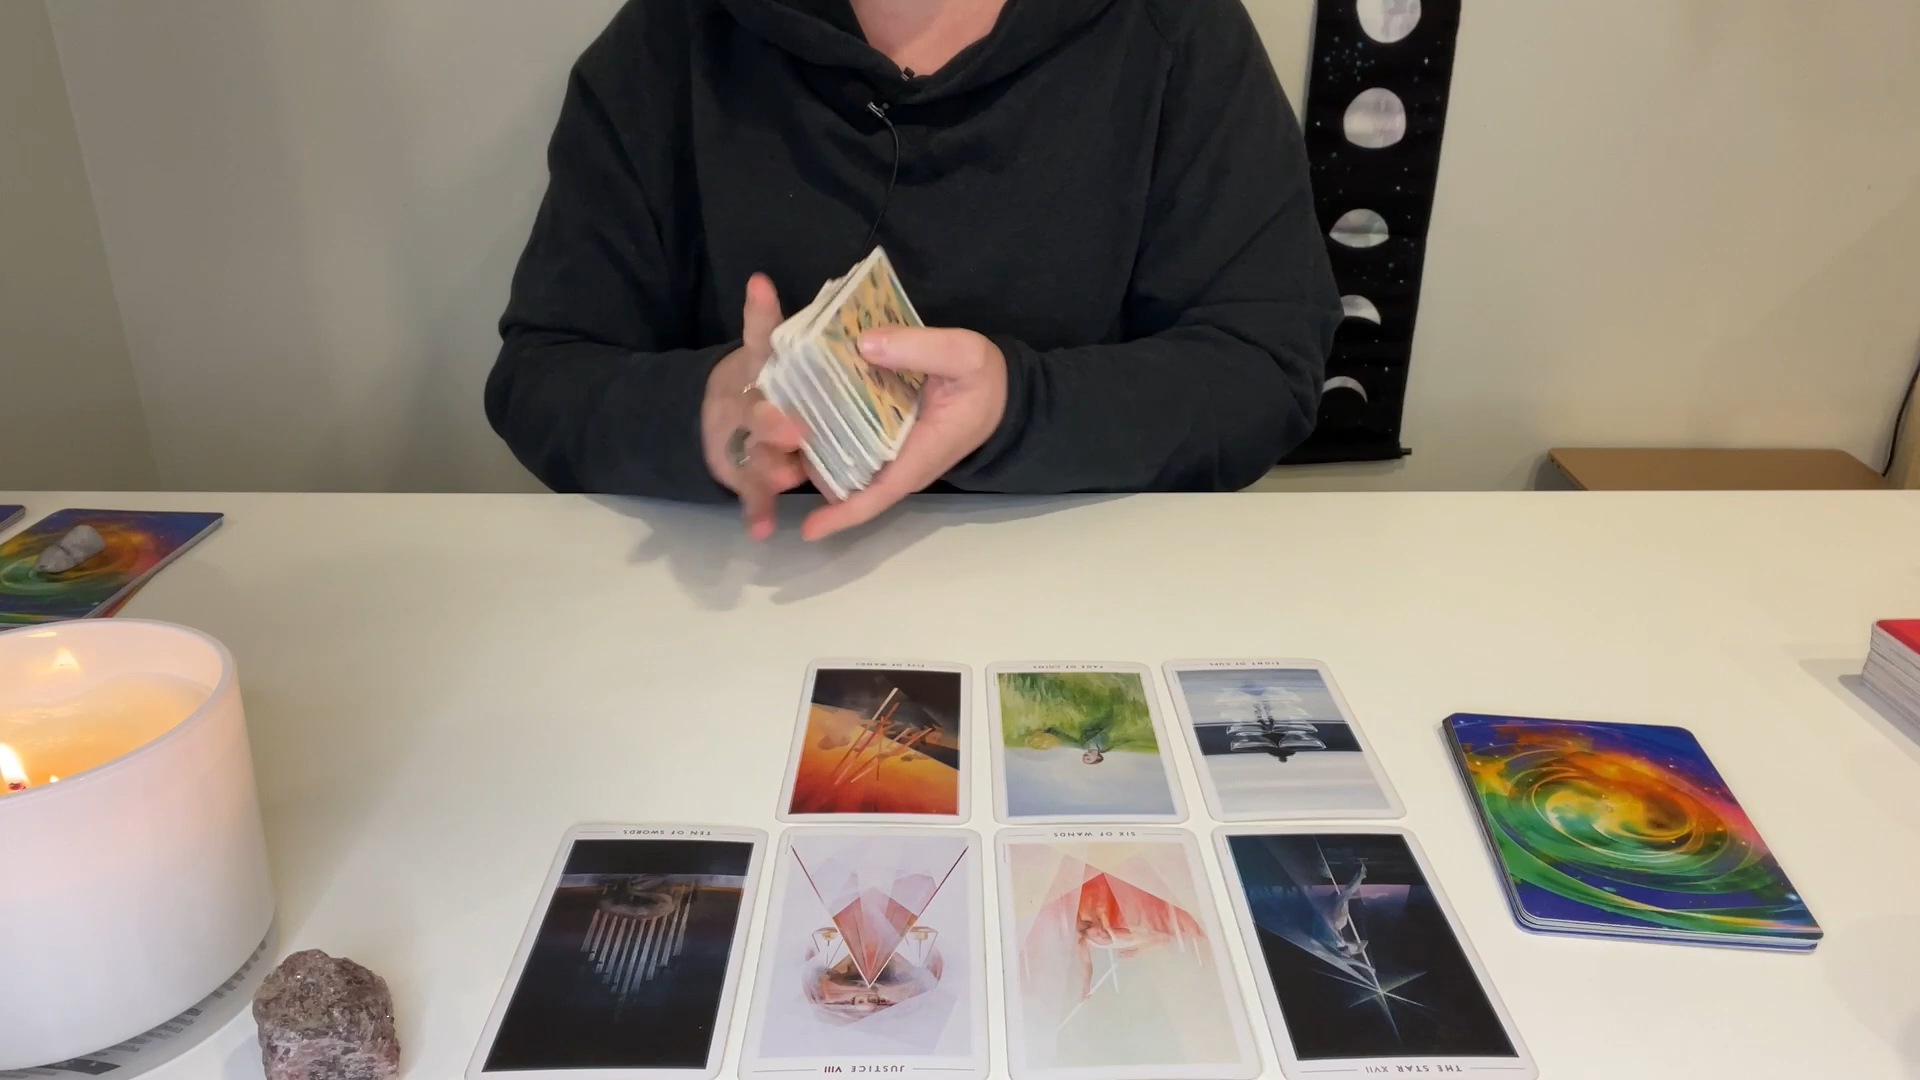 FIVE OF WANDS
PAGE OF COINS
EIGHT OF CUPS
TEN OF SWORDS
SIX OF WANDS
JUSTICE VIII
THE STAR XVII